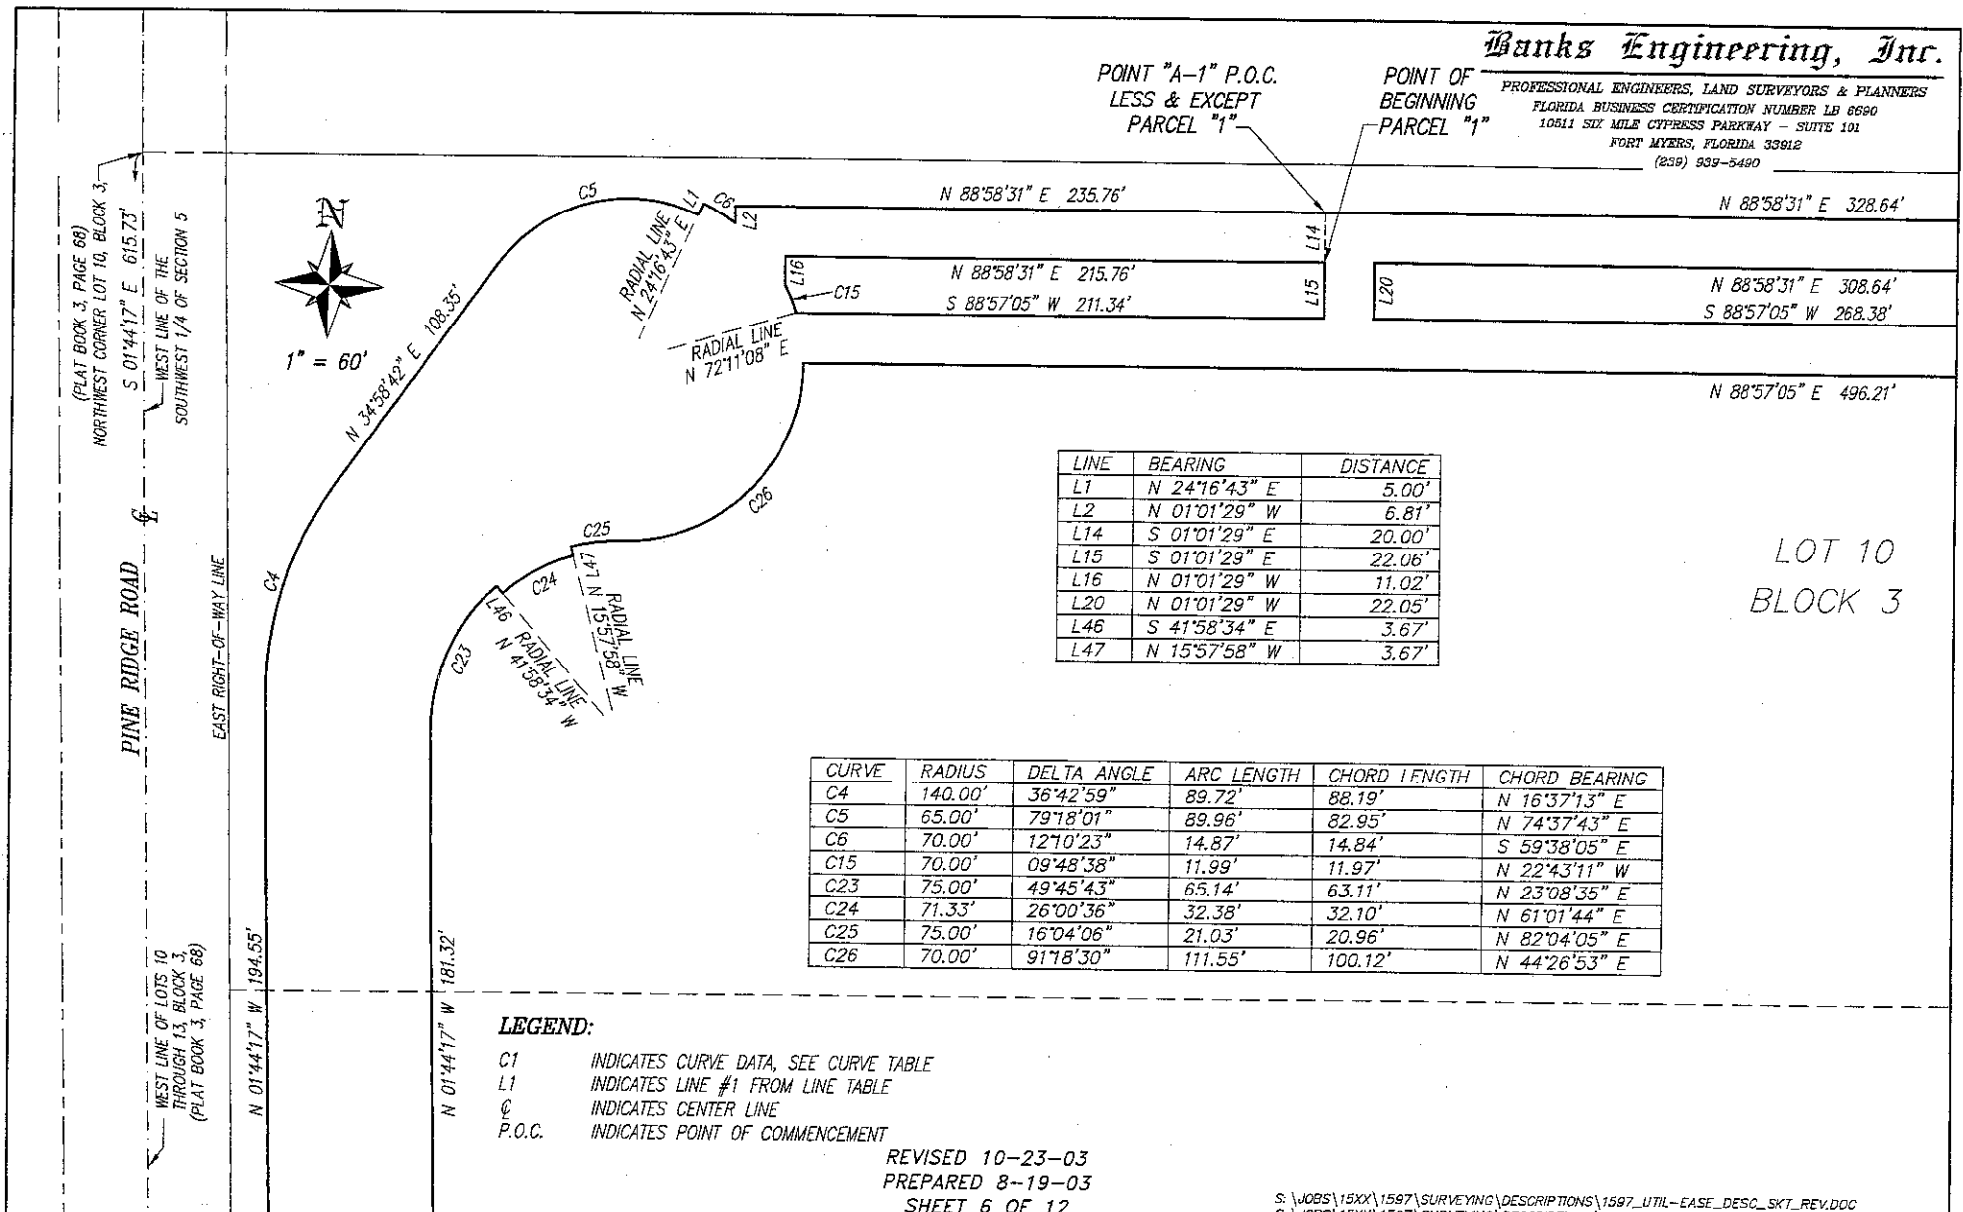 Banks Engineering, Inc.
PROFESSIONAL ENGINEERS, LAND SURVEYORS & PLANNERS
FLORIDA BUSINESS CERTIFICATION NUMBER LB 6690
10511 SIX MILE CYPRESS PARKWAY - SUITE 101
FORT MYERS, FLORIDA 33912
(239) 939-5490
POINT "A-1" P.O.C.
LESS & EXCEPT
PARCEL "1"
POINT OF
BEGINNING
PARCEL "1"
(PLAT BOOK 3, PAGE 68)
NORTHWEST CORNER LOT 10, BLOCK 3,
S 01°44'17" E 615.73'
WEST LINE OF THE
SOUTHWEST 1/4 OF SECTION 5
N
1" = 60'
C5
L1
C6
L2
N 88°58'31" E 235.76'
N 88°58'31" E 328.64'
RADIAL LINE
N 24°16'43" E
L14
L16
C15
N 88°58'31" E 215.76'
S 88°57'05" W 211.34'
L15
L20
N 88°58'31" E 308.64'
S 88°57'05" W 268.38'
RADIAL LINE
N 72°11'08" E
N 34°58'42" E 108.35'
N 88°57'05" E 496.21'
C26
C25
C24
C4
C23
L47
RADIAL LINE
N 15°57'58" W
L46
RADIAL LINE
N 41°58'34" W
PINE RIDGE ROAD ℄
EAST RIGHT-OF-WAY LINE
LINE BEARING DISTANCE
L1 N 24°16'43" E 5.00'
L2 N 01°01'29" W 6.81'
L14 S 01°01'29" E 20.00'
L15 S 01°01'29" E 22.06'
L16 N 01°01'29" W 11.02'
L20 N 01°01'29" W 22.05'
L46 S 41°58'34" E 3.67'
L47 N 15°57'58" W 3.67'
LOT 10
BLOCK 3
CURVE RADIUS DELTA ANGLE ARC LENGTH CHORD LENGTH CHORD BEARING
C4 140.00' 36°42'59" 89.72' 88.19' N 16°37'13" E
C5 65.00' 79°18'01" 89.96' 82.95' N 74°37'43" E
C6 70.00' 12°10'23" 14.87' 14.84' S 59°38'05" E
C15 70.00' 09°48'38" 11.99' 11.97' N 22°43'11" W
C23 75.00' 49°45'43" 65.14' 63.11' N 23°08'35" E
C24 71.33' 26°00'36" 32.38' 32.10' N 61°01'44" E
C25 75.00' 16°04'06" 21.03' 20.96' N 82°04'05" E
C26 70.00' 91°18'30" 111.55' 100.12' N 44°26'53" E
WEST LINE OF LOTS 10
THROUGH 13, BLOCK 3,
(PLAT BOOK 3, PAGE 68)
N 01°44'17" W 194.55'
N 01°44'17" W 181.32'
LEGEND:
C1 INDICATES CURVE DATA, SEE CURVE TABLE
L1 INDICATES LINE #1 FROM LINE TABLE
℄ INDICATES CENTER LINE
P.O.C. INDICATES POINT OF COMMENCEMENT
REVISED 10-23-03
PREPARED 8-19-03
SHEET 6 OF 12
S:\JOBS\15XX\1597\SURVEYING\DESCRIPTIONS\1597_UTIL-EASE_DESC_SKT_REV.DOC